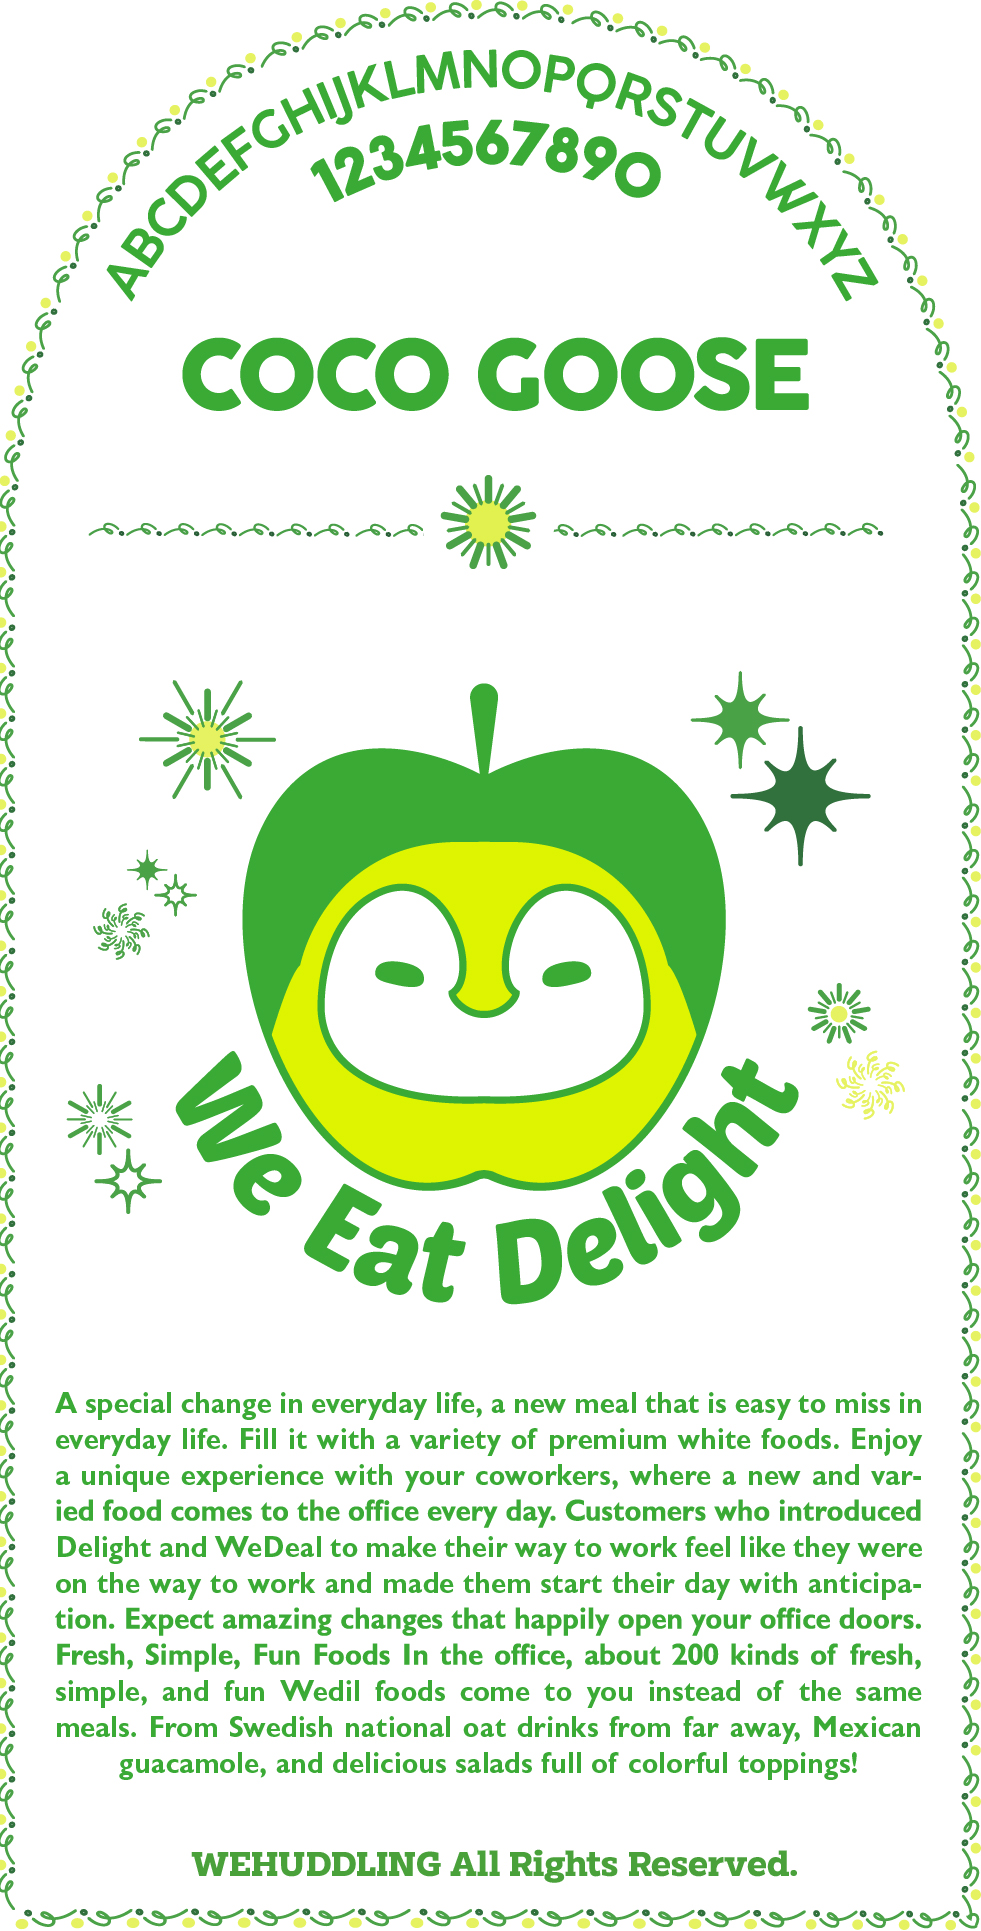 ABCDEFGHIJKLMNOPQRSTUVWXYZ
1234567890
COCO GOOSE
We Eat Delight
A special change in everyday life, a new meal that is easy to miss in
everyday life. Fill it with a variety of premium white foods. Enjoy
a unique experience with your coworkers, where a new and var-
ied food comes to the office every day. Customers who introduced
Delight and WeDeal to make their way to work feel like they were
on the way to work and made them start their day with anticipa-
tion. Expect amazing changes that happily open your office doors.
Fresh, Simple, Fun Foods In the office, about 200 kinds of fresh,
simple, and fun Wedil foods come to you instead of the same
meals. From Swedish national oat drinks from far away, Mexican
guacamole, and delicious salads full of colorful toppings!
WEHUDDLING All Rights Reserved.